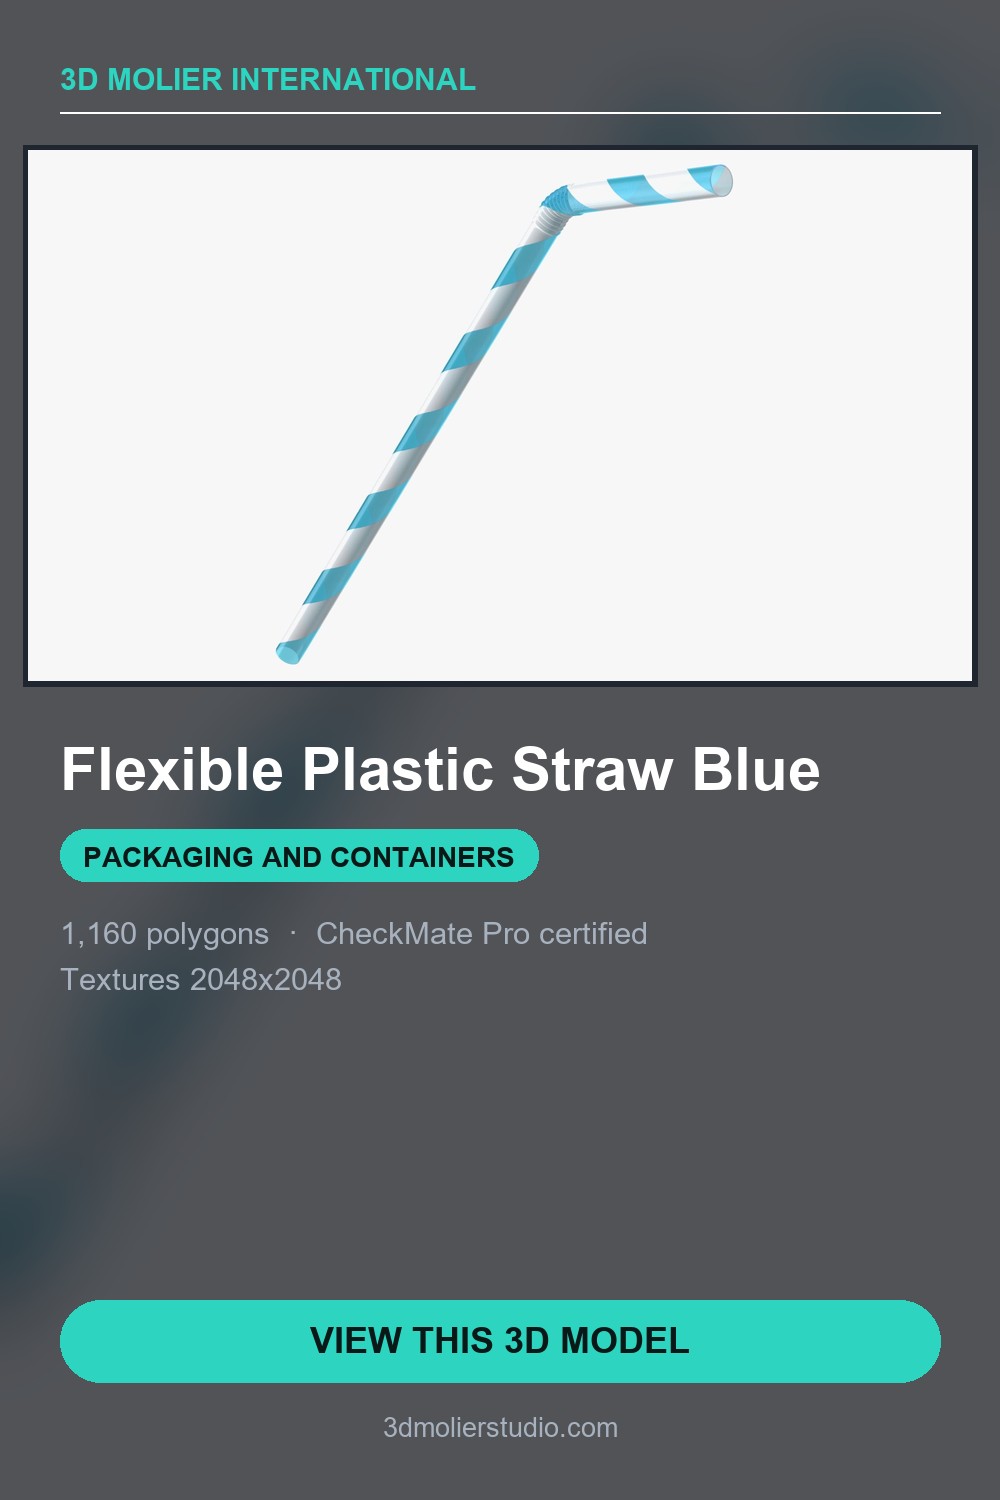 3D MOLIER INTERNATIONAL
Flexible Plastic Straw Blue
PACKAGING AND CONTAINERS
1,160 polygons · CheckMate Pro certified
Textures 2048x2048
VIEW THIS 3D MODEL
3dmolierstudio.com